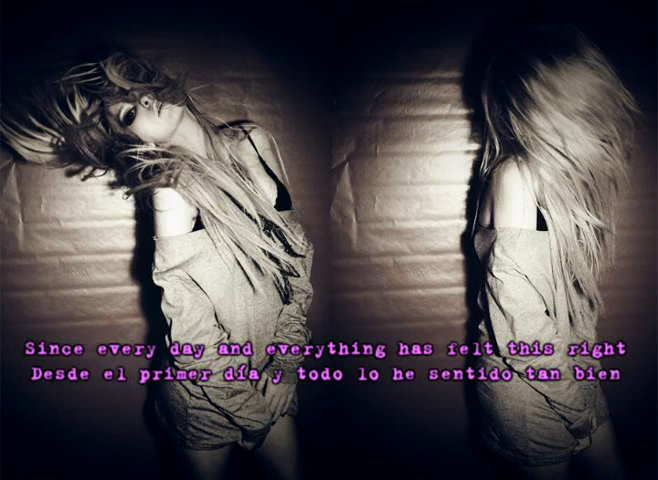 Since every day and everything has felt this right
Desde el primer día y todo lo he sentido tan bien